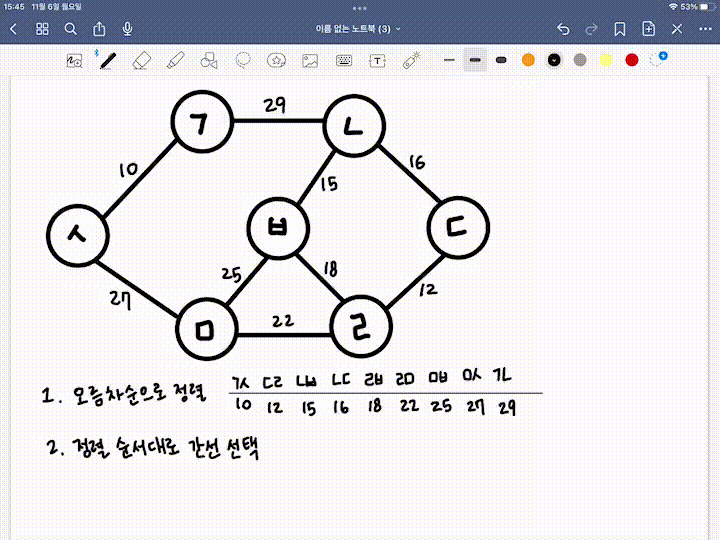 15:45 11월 6일 월요일 53%
이름 없는 노트북 (3)
ㄱ 29 ㄴ
10 15 16
ㅅ ㅂ ㄷ
27 25 18 12
ㅁ 22 ㄹ
1. 오름차순으로 정렬 ㄱㅅ ㄷㄹ ㄴㅂ ㄴㄷ ㄹㅂ ㄹㅁ ㅁㅂ ㅁㅅ ㄱㄴ
10 12 15 16 18 22 25 27 29
2. 정렬 순서대로 간선 선택